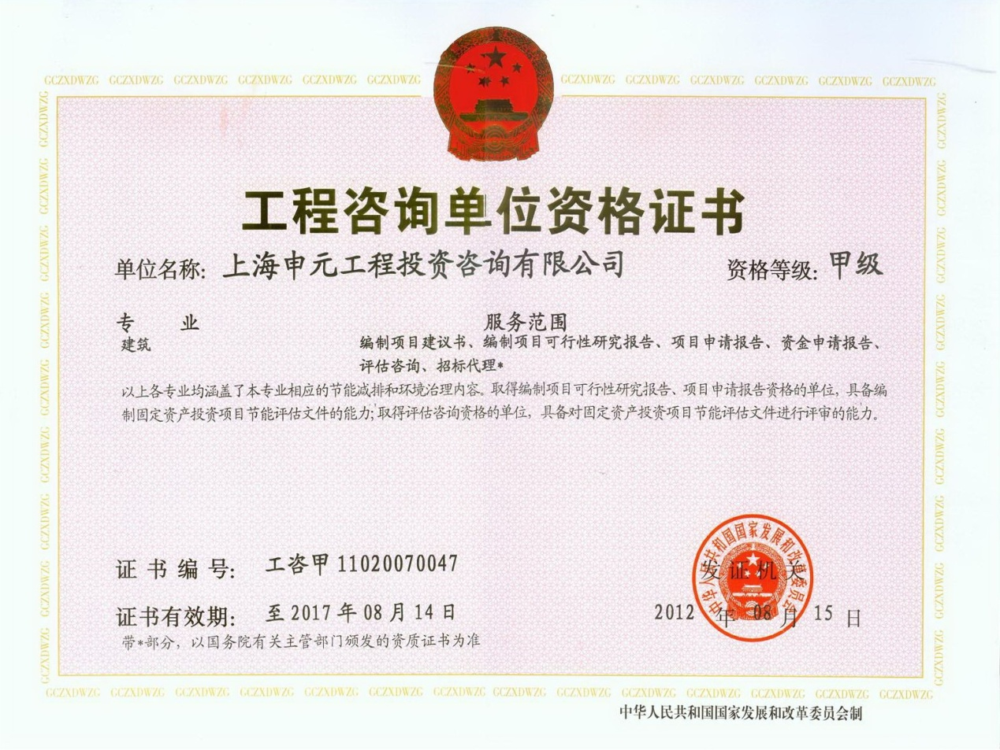 GCZXDWZG GCZXDWZG GCZXDWZG GCZXDWZG GCZXDWZG GCZXDWZG GCZXDWZG GCZXDWZG GCZXDWZG GCZXDWZG GCZXDWZG GCZXDWZG
工程咨询单位资格证书
单位名称: 上海申元工程投资咨询有限公司 资格等级: 甲级
专 业 服务范围
建筑 编制项目建议书、编制项目可行性研究报告、项目申请报告、资金申请报告、
评估咨询、招标代理*
以上各专业均涵盖了本专业相应的节能减排和环境治理内容。取得编制项目可行性研究报告、项目申请报告资格的单位，具备编
制固定资产投资项目节能评估文件的能力;取得评估咨询资格的单位，具备对固定资产投资项目节能评估文件进行评审的能力。
证书编号: 工咨甲 11020070047
中华人民共和国国家发展和改革委员会
发证机关
证书有效期: 至 2017 年 08 月 14 日
2012 年 08 月 15 日
带*部分，以国务院有关主管部门颁发的资质证书为准
GCZXDWZG GCZXDWZG GCZXDWZG GCZXDWZG GCZXDWZG GCZXDWZG GCZXDWZG GCZXDWZG GCZXDWZG GCZXDWZG GCZXDWZG GCZXDWZG GCZXDWZG GCZXDWZG
中华人民共和国国家发展和改革委员会制